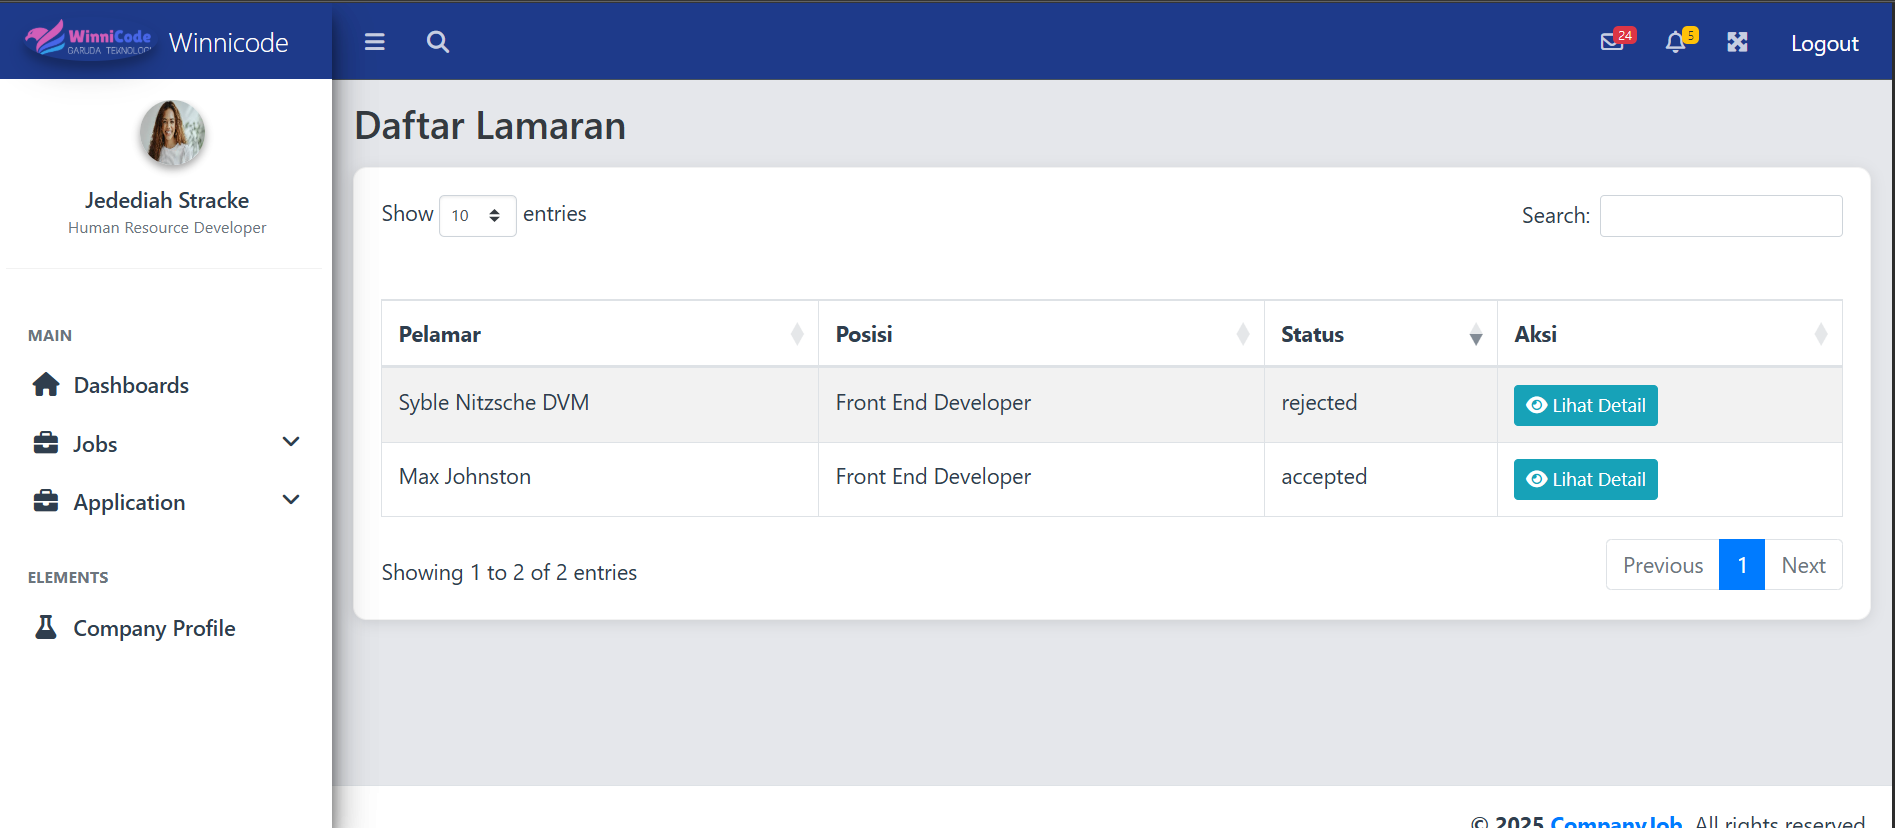 WinniCode
GARUDA TEKNOLOGI
Winnicode
24
5
Logout
Jedediah Stracke
Human Resource Developer
MAIN
Dashboards
Jobs
Application
ELEMENTS
Company Profile
Daftar Lamaran
Show 10 entries
Search:
Pelamar Posisi Status Aksi
Syble Nitzsche DVM Front End Developer rejected Lihat Detail
Max Johnston Front End Developer accepted Lihat Detail
Showing 1 to 2 of 2 entries
Previous 1 Next
© 2025 CompanyJob. All rights reserved